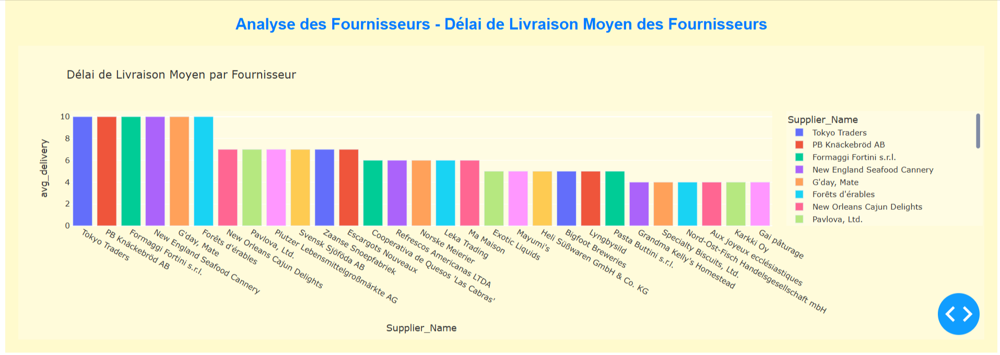 Analyse des Fournisseurs - Délai de Livraison Moyen des Fournisseurs
Délai de Livraison Moyen par Fournisseur
10
8
6
4
2
0
avg_delivery
Tokyo Traders
PB Knäckebröd AB
Formaggi Fortini s.r.l.
New England Seafood Cannery
G'day, Mate
Forêts d'érables
New Orleans Cajun Delights
Pavlova, Ltd.
Plutzer Lebensmittelgroßmärkte AG
Svensk Sjöföda AB
Zaanse Snoepfabriek
Escargots Nouveaux
Cooperativa de Quesos 'Las Cabras'
Refrescos Americanas LTDA
Norske Meierier
Leka Trading
Ma Maison
Exotic Liquids
Mayumi's
Heli Süßwaren GmbH & Co. KG
Bigfoot Breweries
Lyngbysild
Pasta Buttini s.r.l.
Grandma Kelly's Homestead
Specialty Biscuits, Ltd.
Nord-Ost-Fisch Handelsgesellschaft mbH
Aux joyeux ecclésiastiques
Karkki Oy
Gai pâturage
Supplier_Name
Supplier_Name
Tokyo Traders
PB Knäckebröd AB
Formaggi Fortini s.r.l.
New England Seafood Cannery
G'day, Mate
Forêts d'érables
New Orleans Cajun Delights
Pavlova, Ltd.